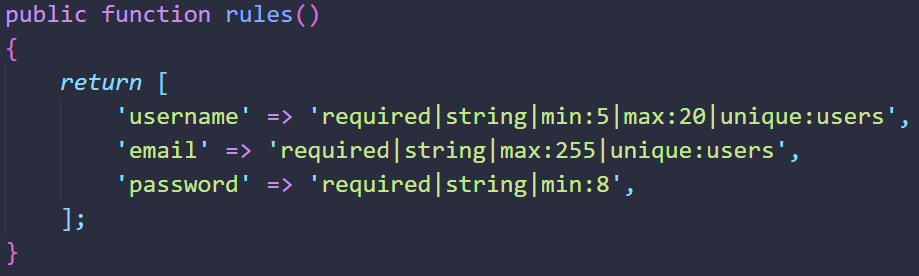 public function rules()
{
    return [
        'username' => 'required|string|min:5|max:20|unique:users',
        'email' => 'required|string|max:255|unique:users',
        'password' => 'required|string|min:8',
    ];
}